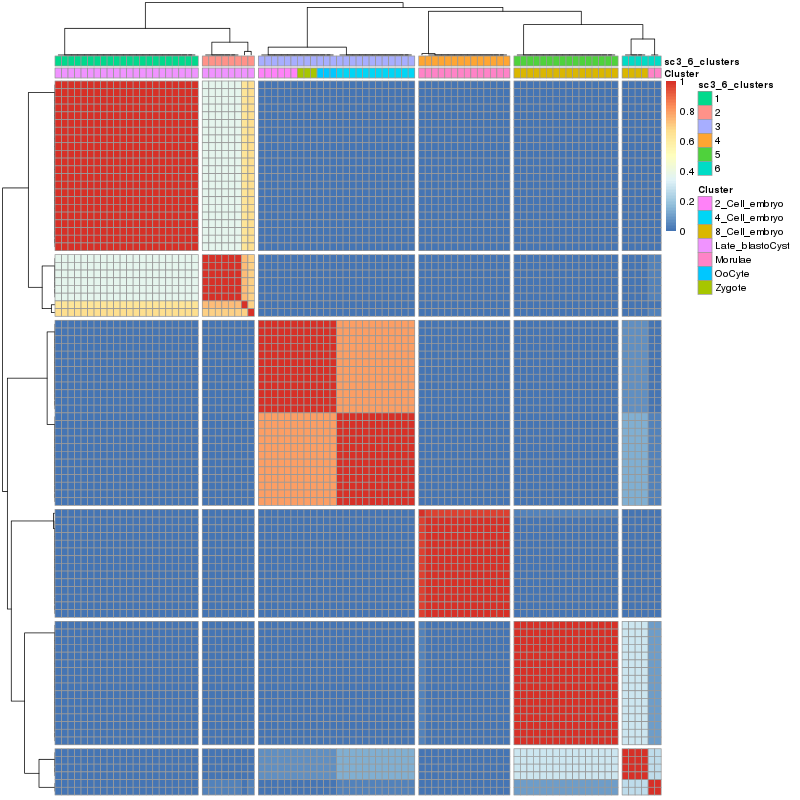 sc3_6_clusters
Cluster
1
0.8
0.6
0.4
0.2
0
sc3_6_clusters
1
2
3
4
5
6
Cluster
2_Cell_embryo
4_Cell_embryo
8_Cell_embryo
Late_blastoCyst
Morulae
OoCyte
Zygote